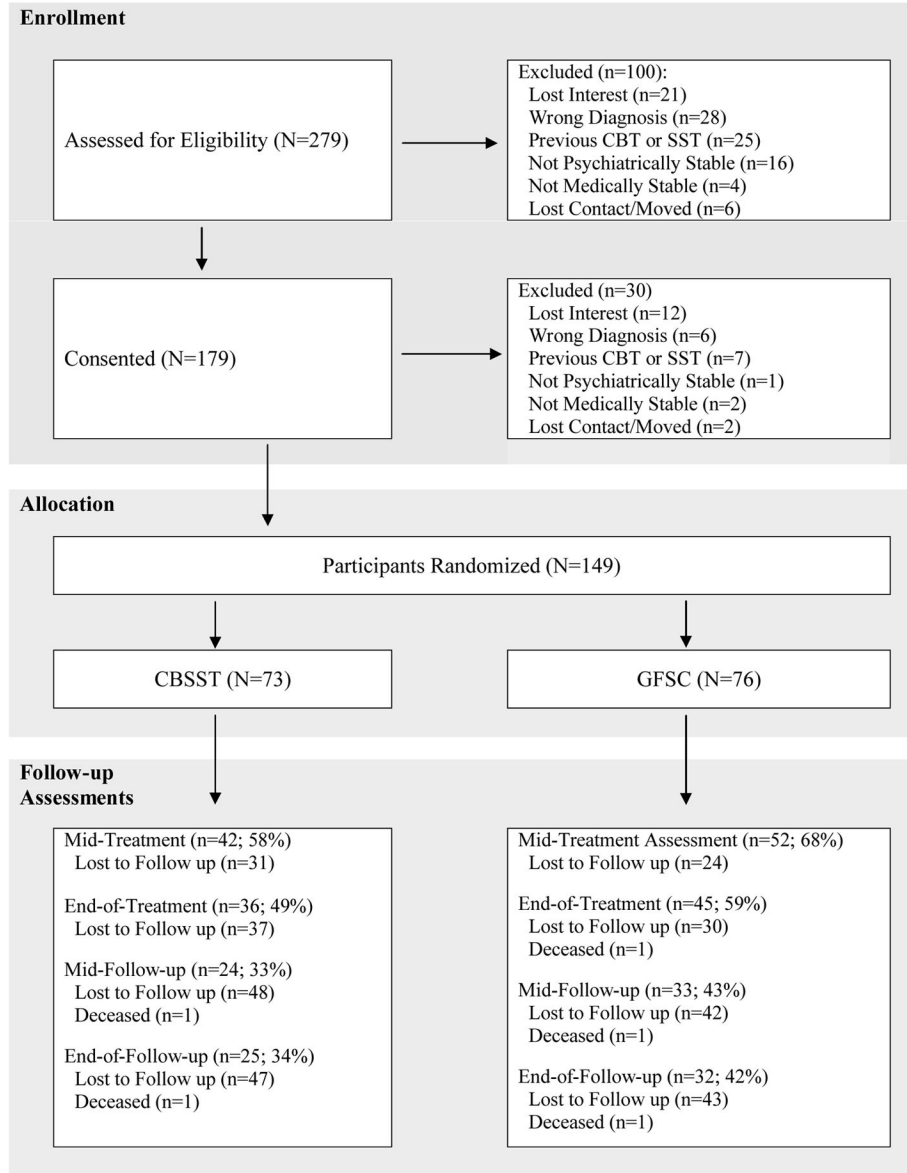 Enrollment
Assessed for Eligibility (N=279)
Excluded (n=100):
Lost Interest (n=21)
Wrong Diagnosis (n=28)
Previous CBT or SST (n=25)
Not Psychiatrically Stable (n=16)
Not Medically Stable (n=4)
Lost Contact/Moved (n=6)
Consented (N=179)
Excluded (n=30)
Lost Interest (n=12)
Wrong Diagnosis (n=6)
Previous CBT or SST (n=7)
Not Psychiatrically Stable (n=1)
Not Medically Stable (n=2)
Lost Contact/Moved (n=2)
Allocation
Participants Randomized (N=149)
CBSST (N=73)
GFSC (N=76)
Follow-up
Assessments
Mid-Treatment (n=42; 58%)
Lost to Follow up (n=31)
End-of-Treatment (n=36; 49%)
Lost to Follow up (n=37)
Mid-Follow-up (n=24; 33%)
Lost to Follow up (n=48)
Deceased (n=1)
End-of-Follow-up (n=25; 34%)
Lost to Follow up (n=47)
Deceased (n=1)
Mid-Treatment Assessment (n=52; 68%)
Lost to Follow up (n=24)
End-of-Treatment (n=45; 59%)
Lost to Follow up (n=30)
Deceased (n=1)
Mid-Follow-up (n=33; 43%)
Lost to Follow up (n=42)
Deceased (n=1)
End-of-Follow-up (n=32; 42%)
Lost to Follow up (n=43)
Deceased (n=1)